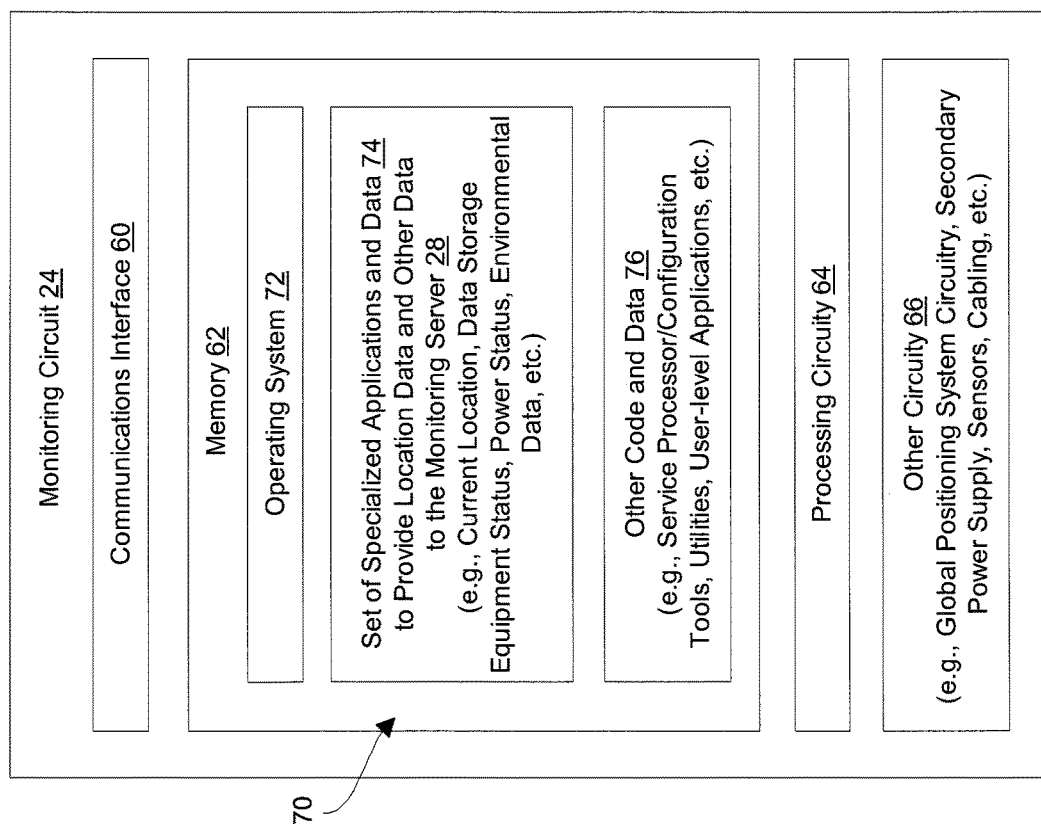 Monitoring Circuit 24
Communications Interface 60
Memory 62
Operating System 72
Set of Specialized Applications and Data 74
to Provide Location Data and Other Data
to the Monitoring Server 28
(e.g., Current Location, Data Storage
Equipment Status, Power Status, Environmental
Data, etc.)
Other Code and Data 76
(e.g., Service Processor/Configuration
Tools, Utilities, User-level Applications, etc.)
Processing Circuity 64
Other Circuity 66
(e.g., Global Positioning System Circuitry, Secondary
Power Supply, Sensors, Cabling, etc.)
70